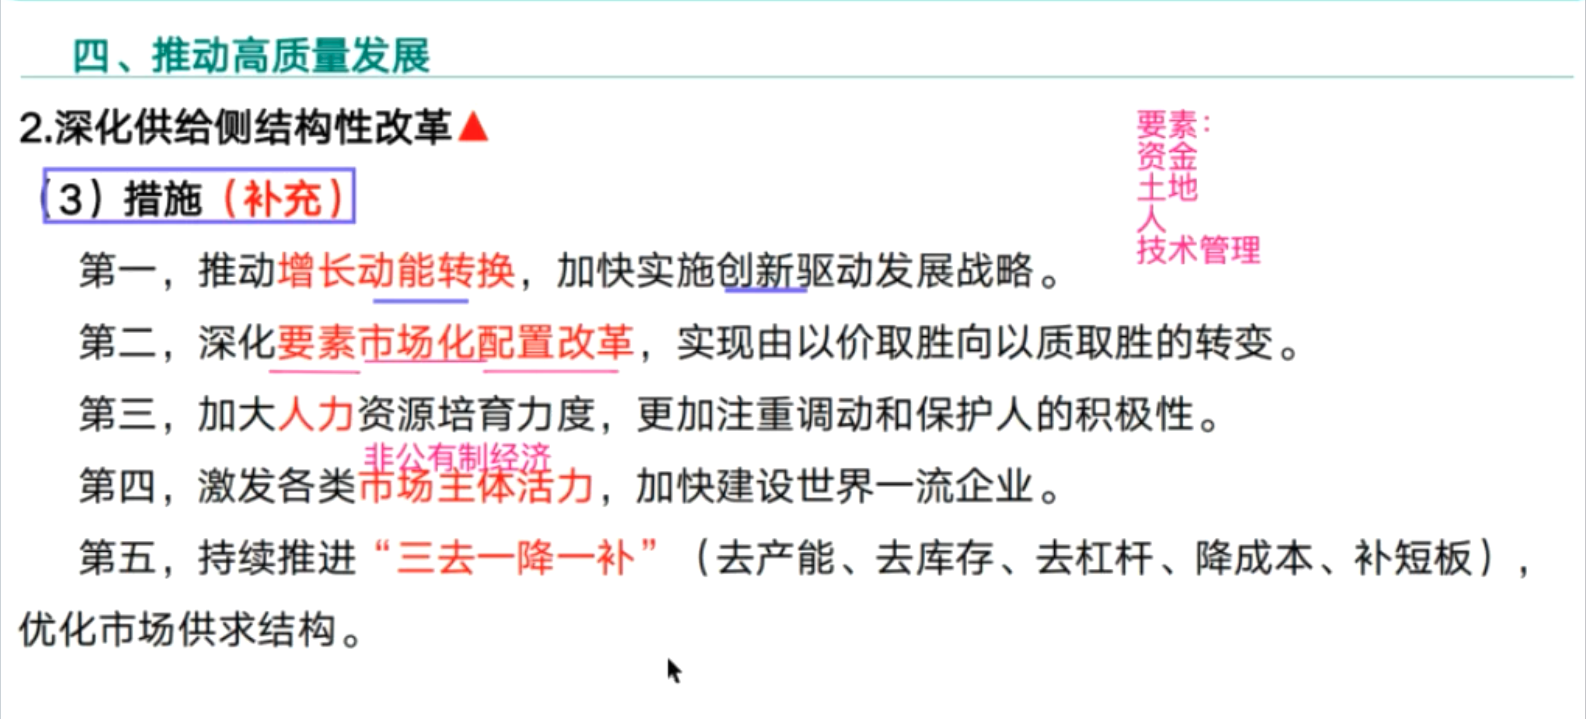 四、推动高质量发展
2.深化供给侧结构性改革▲
（3）措施（补充）
要素：
资金
土地
人
技术管理
第一，推动增长动能转换，加快实施创新驱动发展战略。
第二，深化要素市场化配置改革，实现由以价取胜向以质取胜的转变。
第三，加大人力资源培育力度，更加注重调动和保护人的积极性。
非公有制经济
第四，激发各类市场主体活力，加快建设世界一流企业。
第五，持续推进“三去一降一补”（去产能、去库存、去杠杆、降成本、补短板），
优化市场供求结构。